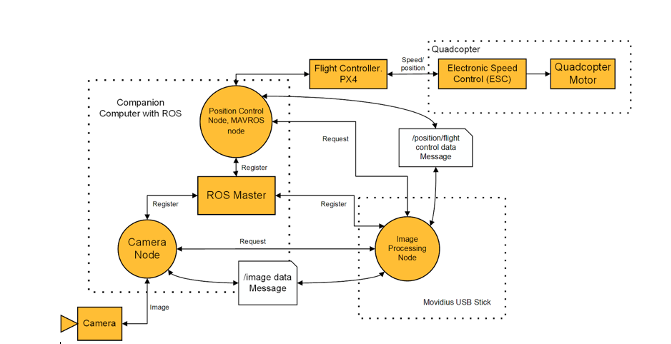 Quadcopter
Flight Controller.
PX4
Speed/
position
Electronic Speed
Control (ESC)
Quadcopter
Motor
Companion
Computer with ROS
Position Control
Node, MAVROS
node
Request
/position/flight
control data
Message
Register
ROS Master
Register
Register
Camera
Node
Request
Image
Processing
Node
/image data
Message
Movidius USB Stick
Image
Camera